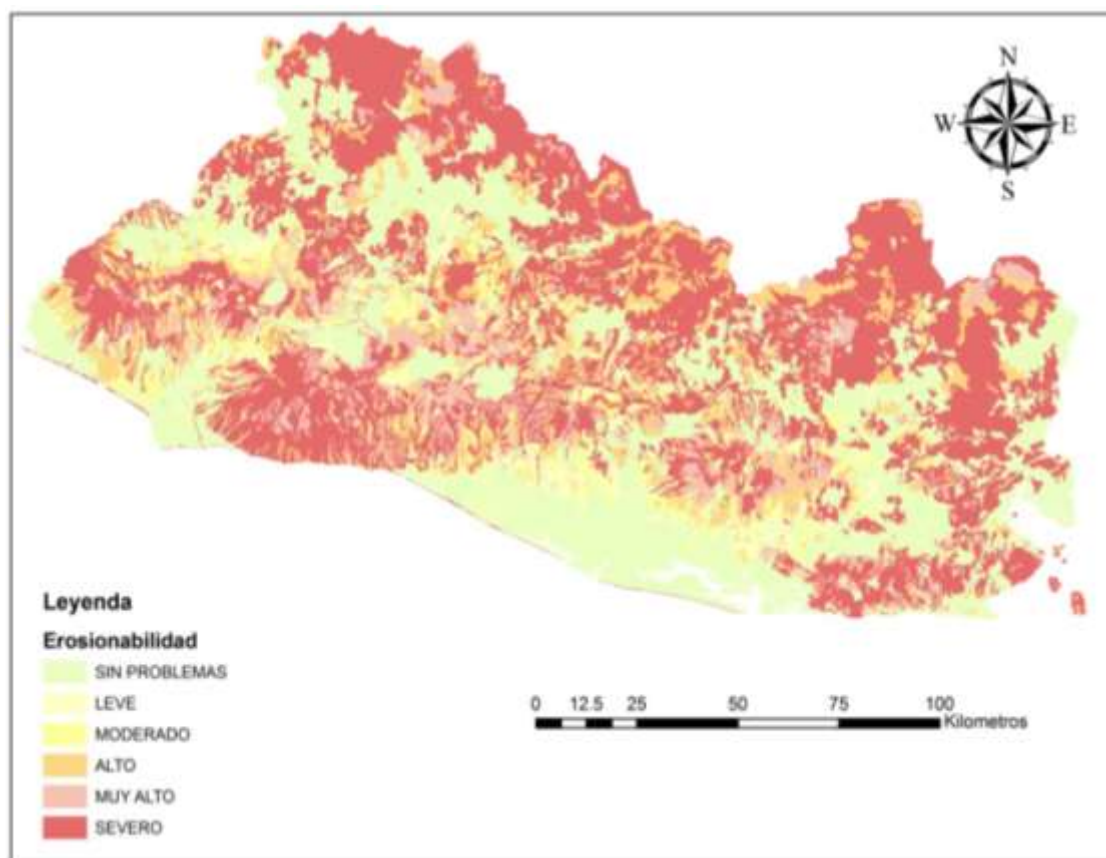 N
W E
S
Leyenda
Erosionabilidad
SIN PROBLEMAS
LEVE
MODERADO
ALTO
MUY ALTO
SEVERO
0 12.5 25 50 75 100
Kilometros